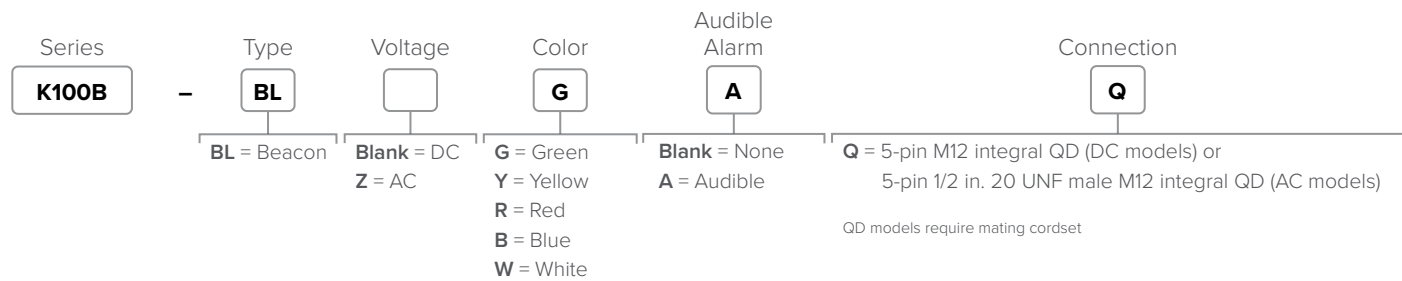 Series
Type
Voltage
Color
Audible
Alarm
Connection
K100B
–
BL
G
A
Q
BL = Beacon
Blank = DC
Z = AC
G = Green
Y = Yellow
R = Red
B = Blue
W = White
Blank = None
A = Audible
Q = 5-pin M12 integral QD (DC models) or
5-pin 1/2 in. 20 UNF male M12 integral QD (AC models)
QD models require mating cordset